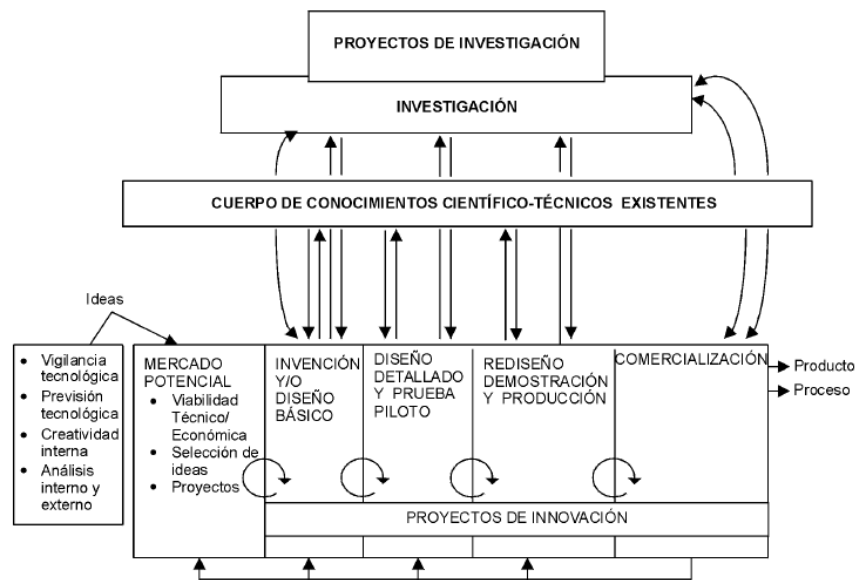 PROYECTOS DE INVESTIGACIÓN
INVESTIGACIÓN
CUERPO DE CONOCIMIENTOS CIENTÍFICO-TÉCNICOS EXISTENTES
Ideas
• Vigilancia
tecnológica
• Previsión
tecnológica
• Creatividad
interna
• Análisis
interno y
externo
MERCADO
POTENCIAL
• Viabilidad
Técnico/
Económica
• Selección de
ideas
• Proyectos
INVENCIÓN
Y/O
DISEÑO
BÁSICO
DISEÑO
DETALLADO
Y PRUEBA
PILOTO
REDISEÑO
DEMOSTRACIÓN
Y PRODUCCIÓN
COMERCIALIZACIÓN
Producto
Proceso
PROYECTOS DE INNOVACIÓN